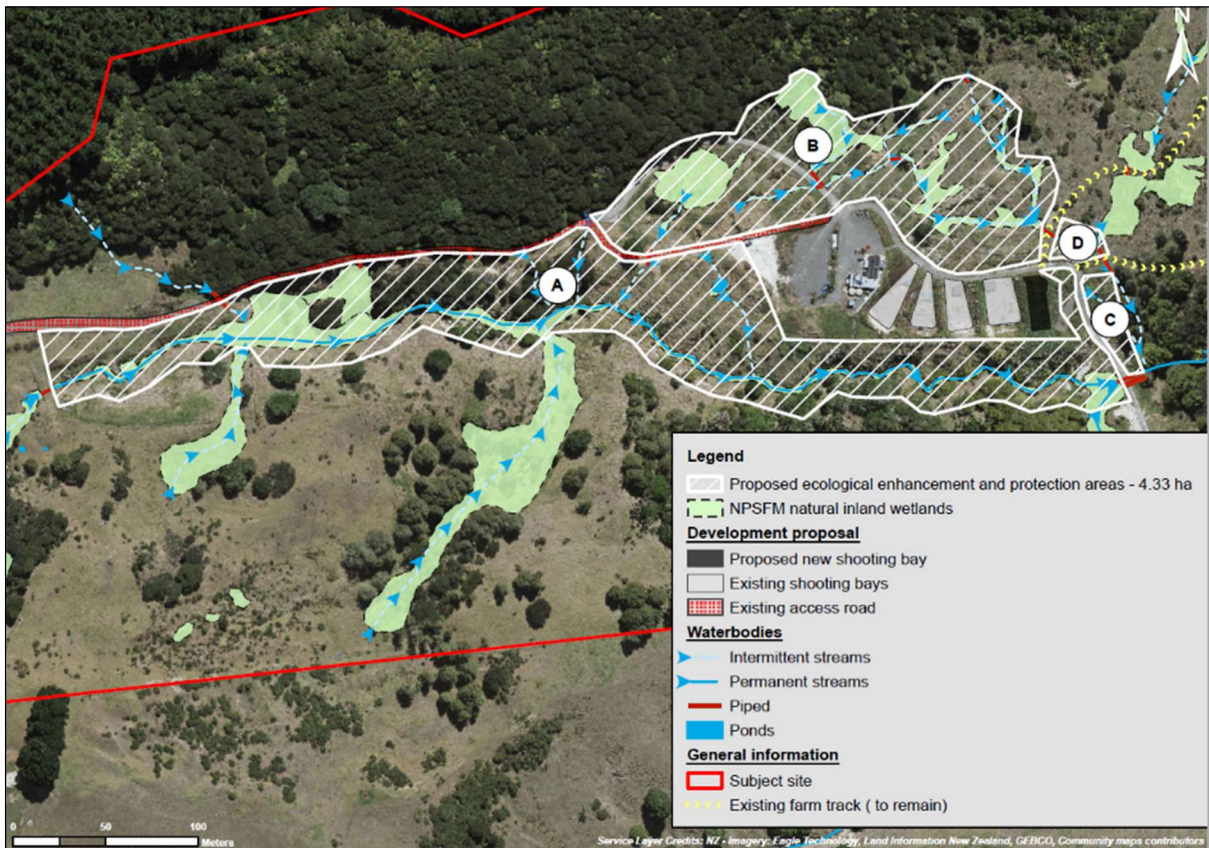 N
B
D
A
C
Legend
Proposed ecological enhancement and protection areas - 4.33 ha
NPSFM natural inland wetlands
Development proposal
Proposed new shooting bay
Existing shooting bays
Existing access road
Waterbodies
Intermittent streams
Permanent streams
Piped
Ponds
General information
Subject site
Existing farm track ( to remain)
0 50 100
Meters
Service Layer Credits: NZ - Imagery: Eagle Technology, Land Information New Zealand, GEBCO, Community maps contributors